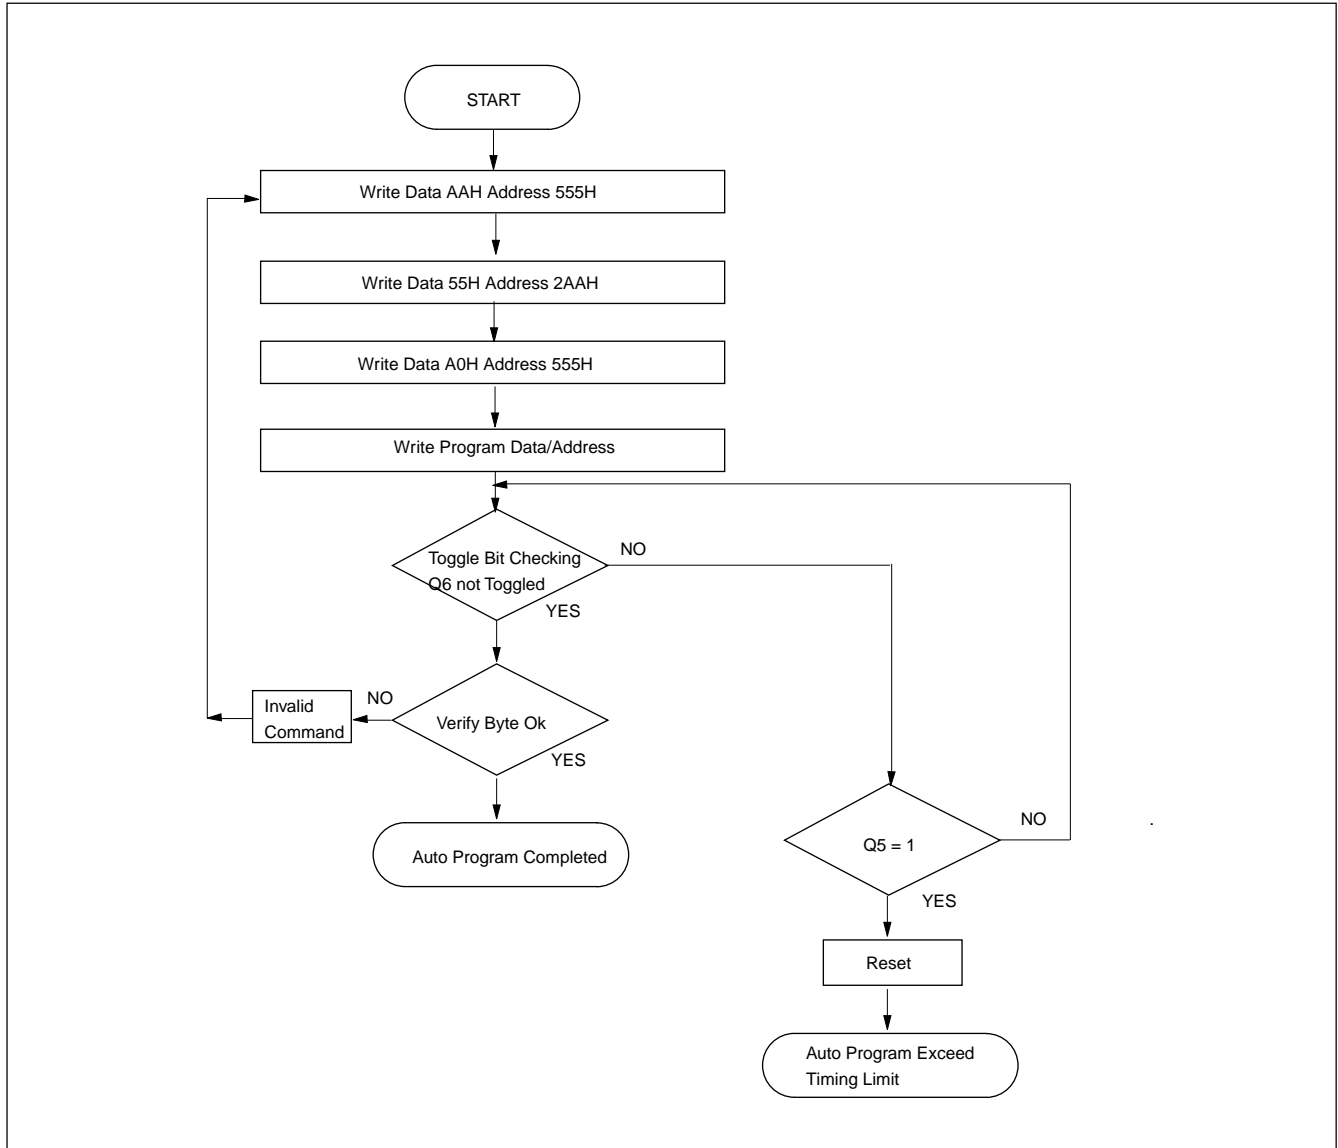 START
Write Data AAH Address 555H
Write Data 55H Address 2AAH
Write Data A0H Address 555H
Write Program Data/Address
Toggle Bit Checking
Q6 not Toggled
NO
YES
Invalid
Command
NO
Verify Byte Ok
YES
Auto Program Completed
Q5 = 1
NO
.
YES
Reset
Auto Program Exceed
Timing Limit